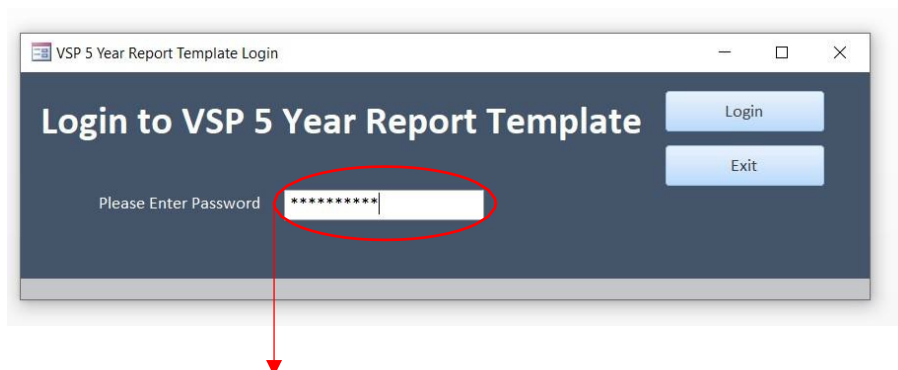 VSP 5 Year Report Template Login
Login to VSP 5 Year Report Template
Login
Exit
Please Enter Password **********